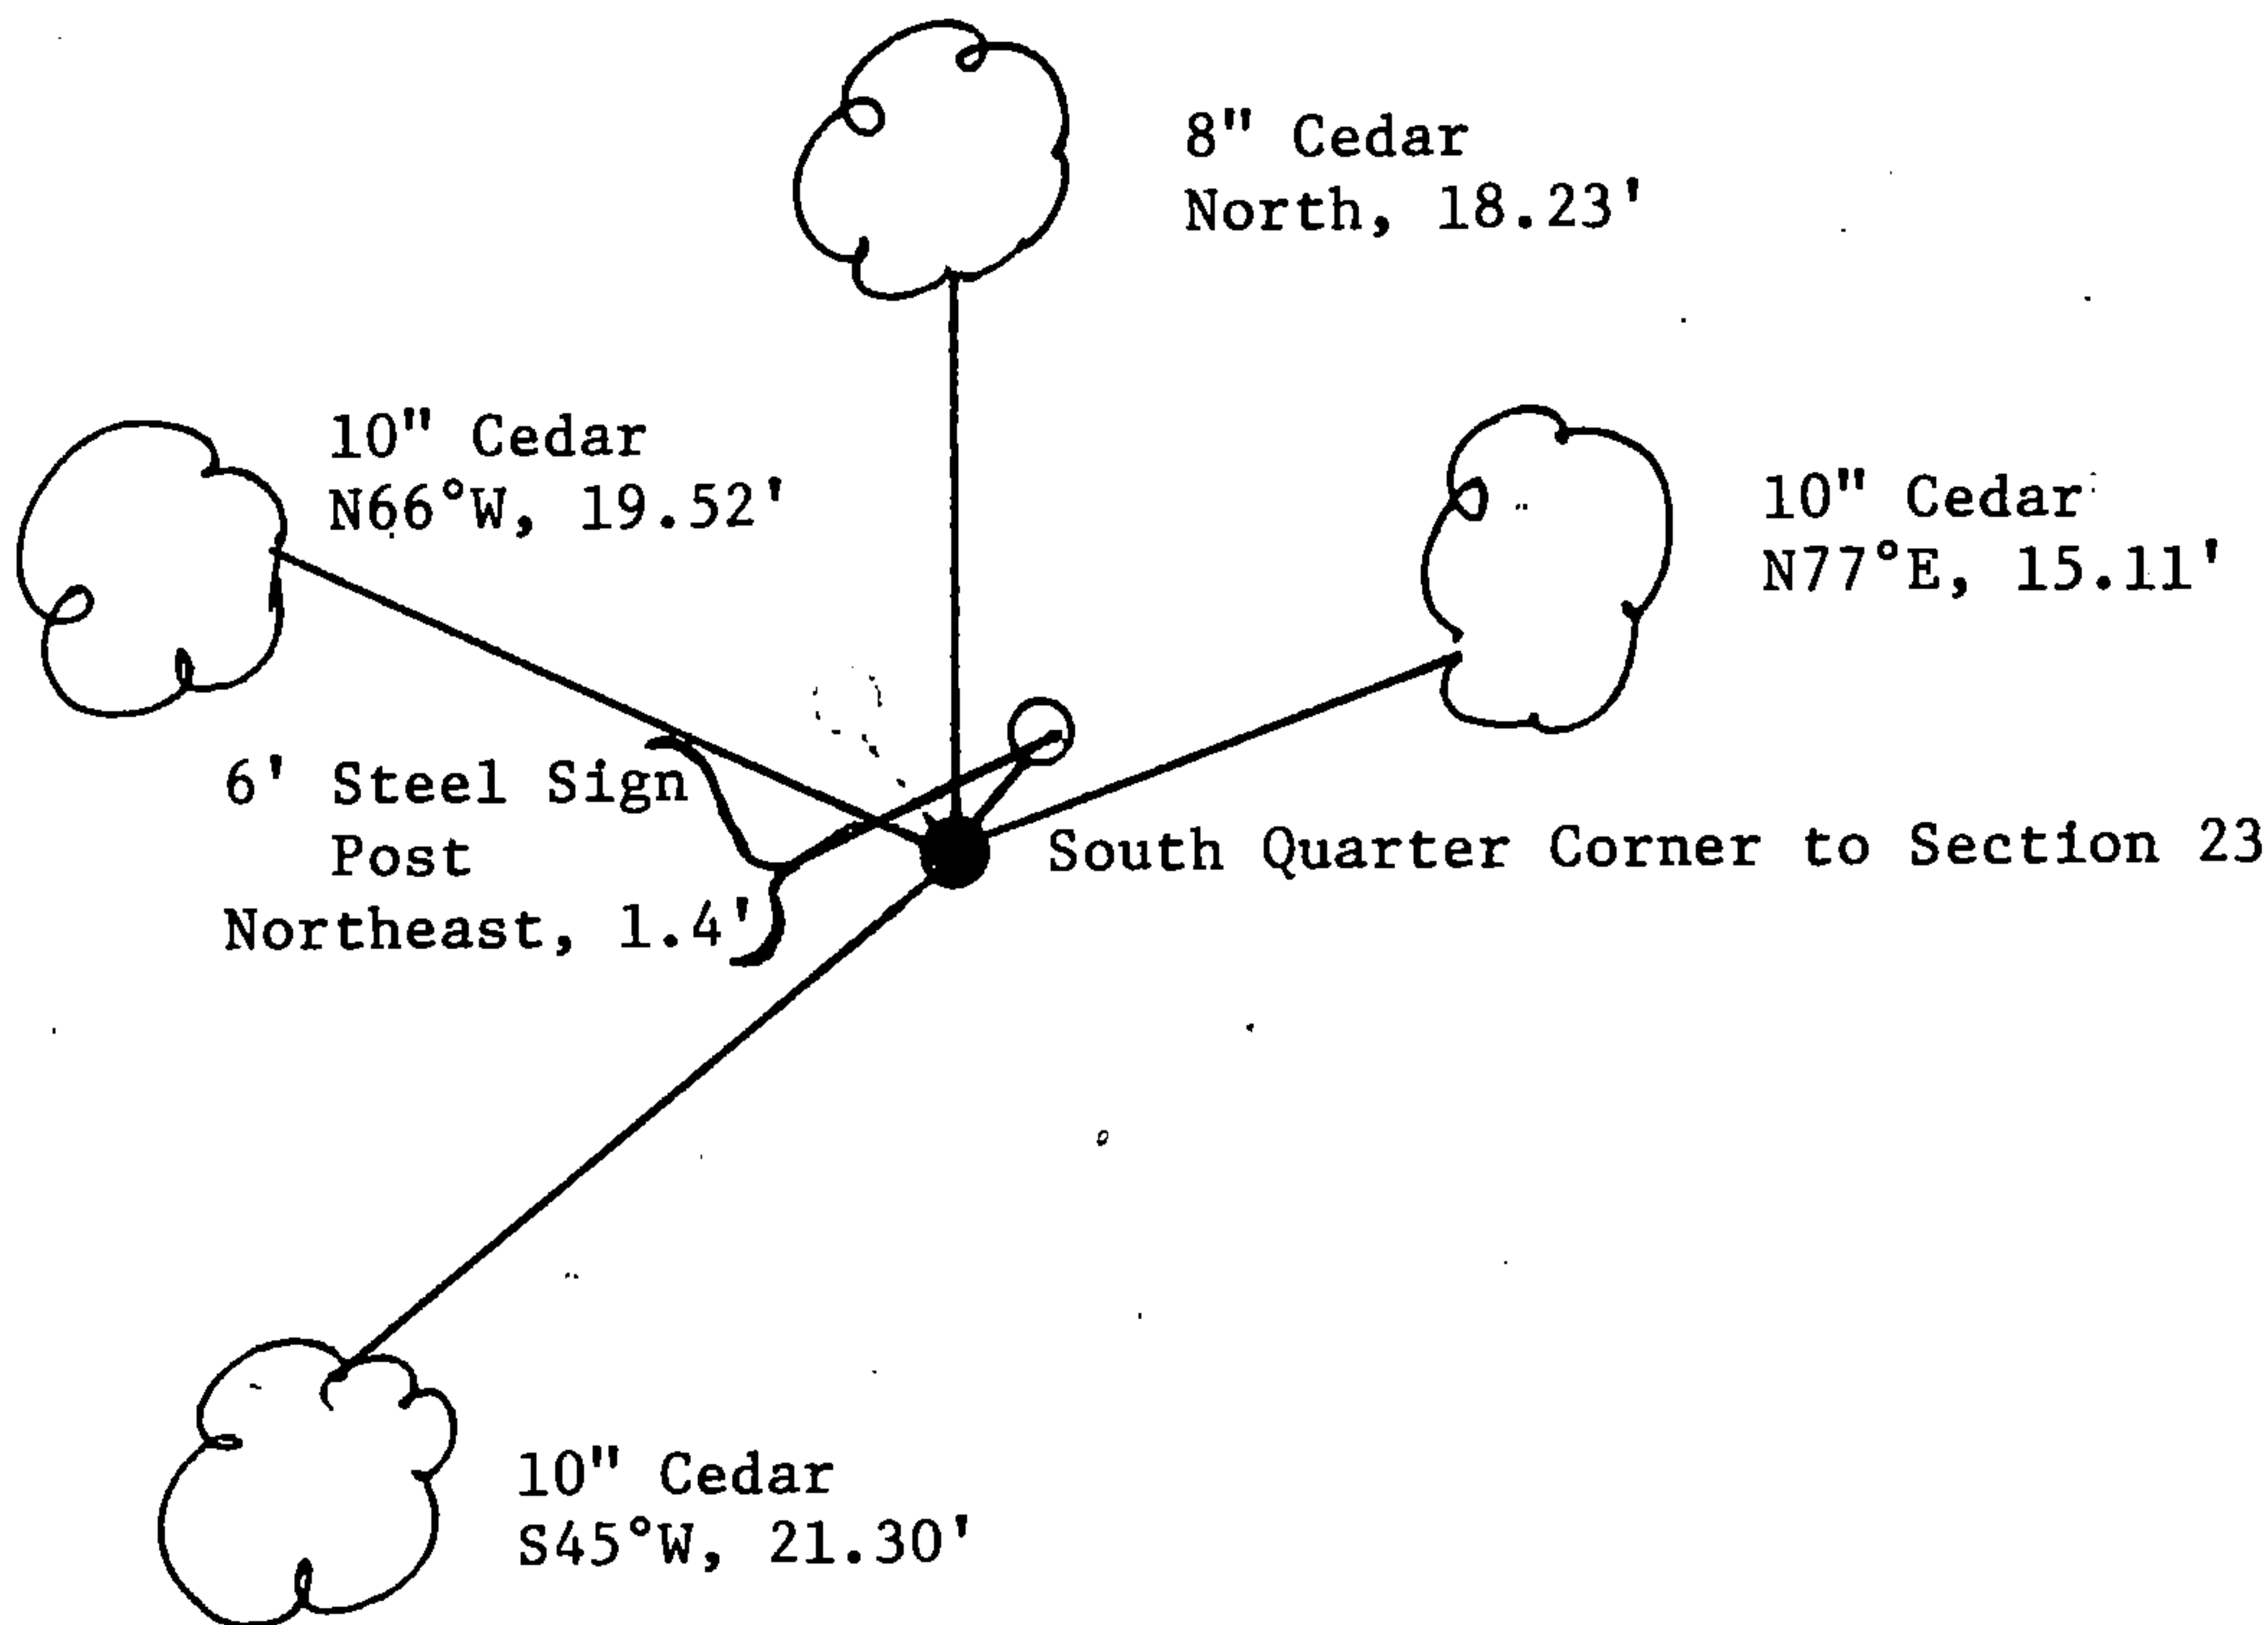 8" Cedar
North, 18.23'
10" Cedar
N66°W, 19.52'
10" Cedar
N77°E, 15.11'
6' Steel Sign
Post
Northeast, 1.4'
South Quarter Corner to Section 23
10" Cedar
S45°W, 21.30'